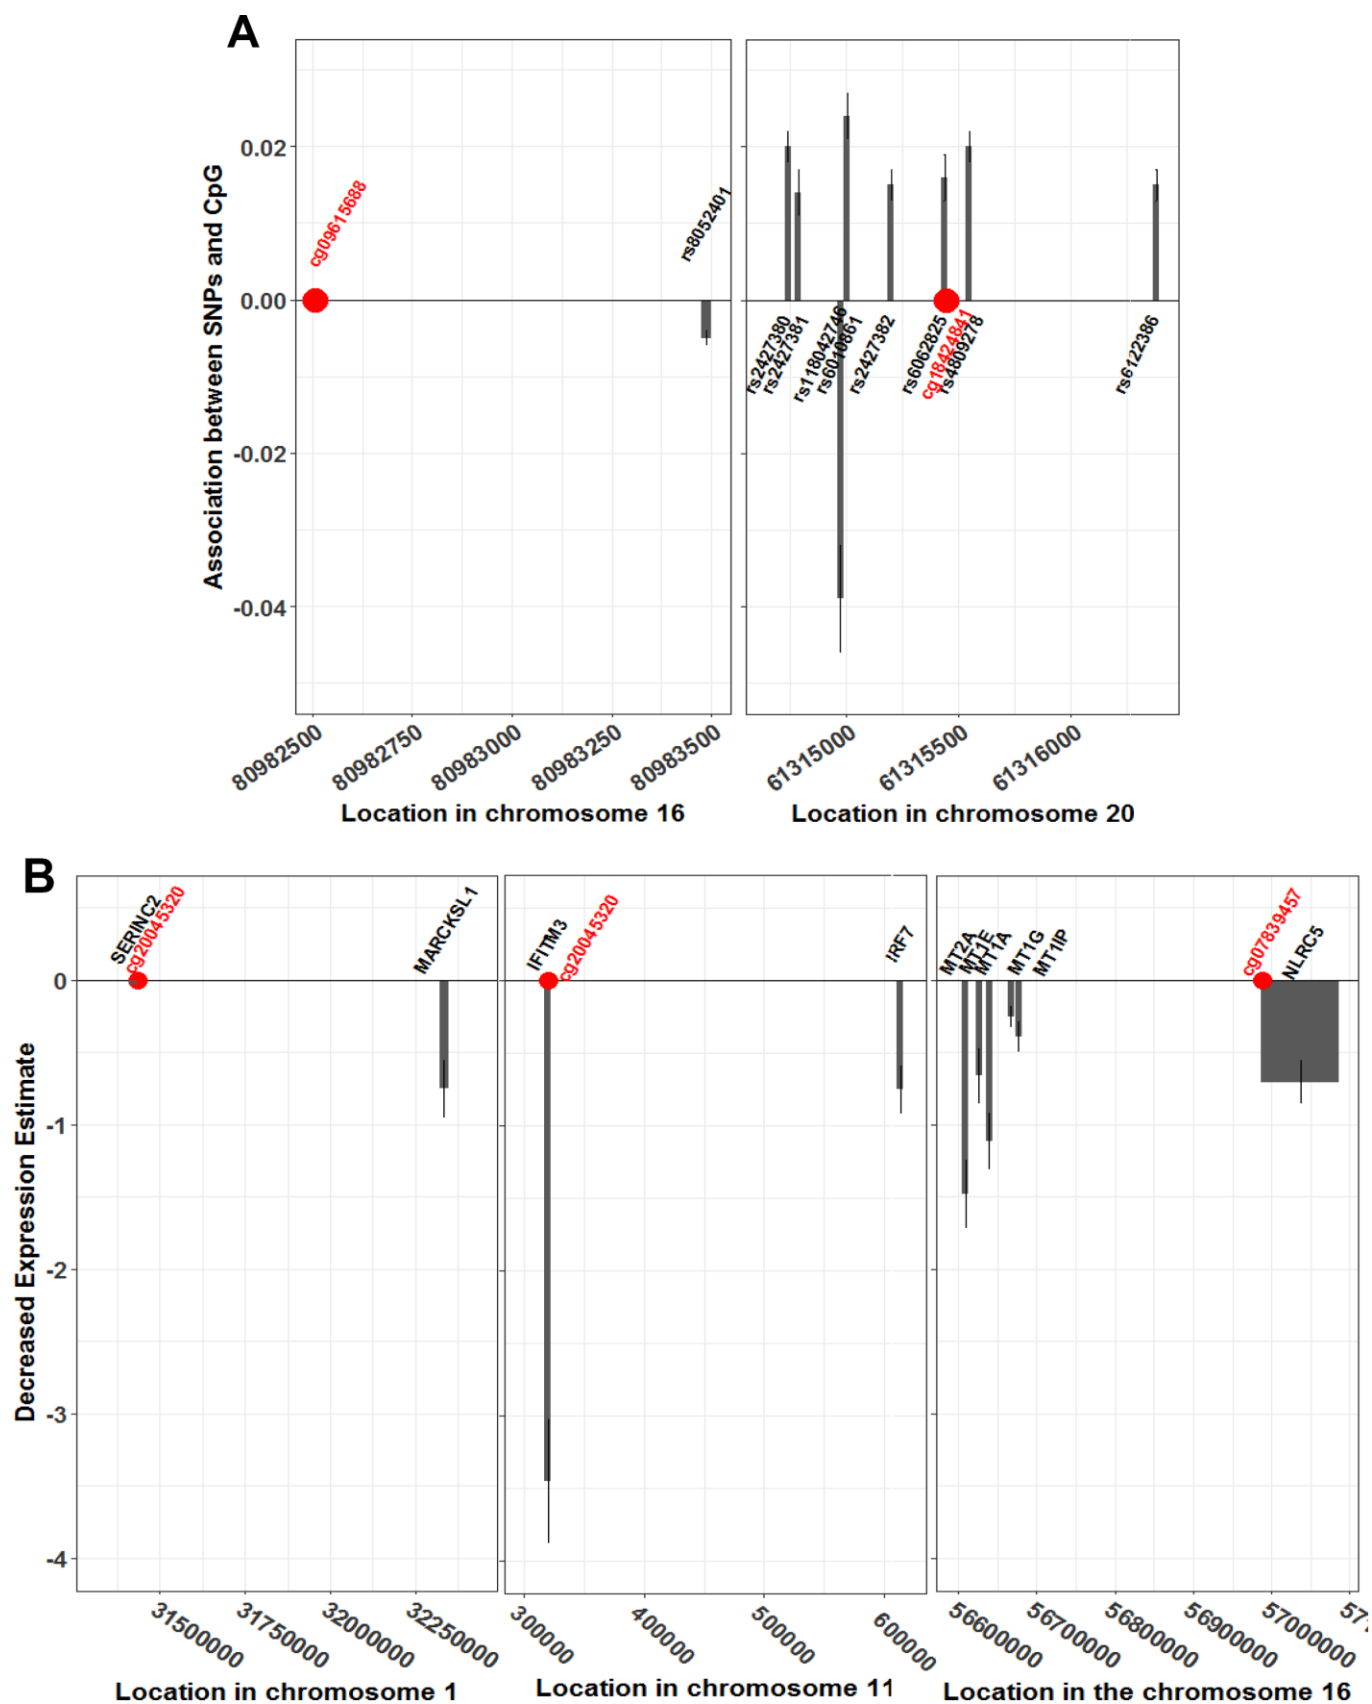 A
Association between SNPs and CpG
0.02
0.00
-0.02
-0.04
cg09615688
rs8052401
80982500
80982750
80983000
80983250
80983500
Location in chromosome 16
rs2427380
rs2427381
rs118042746
rs6010861
rs2427382
rs6062825
cg18424841
rs4809278
rs6122386
61315000
61315500
61316000
Location in chromosome 20
B
Decreased Expression Estimate
0
-1
-2
-3
-4
SERINC2
cg20045320
MARCKSL1
31500000
31750000
32000000
32250000
Location in chromosome 1
IFITM3
cg20045320
IRF7
300000
400000
500000
600000
Location in chromosome 11
MT2A
MT1E
MT1A
MT1G
MT1IP
cg07839457
NLRC5
56600000
56700000
56800000
56900000
57000000
Location in the chromosome 16